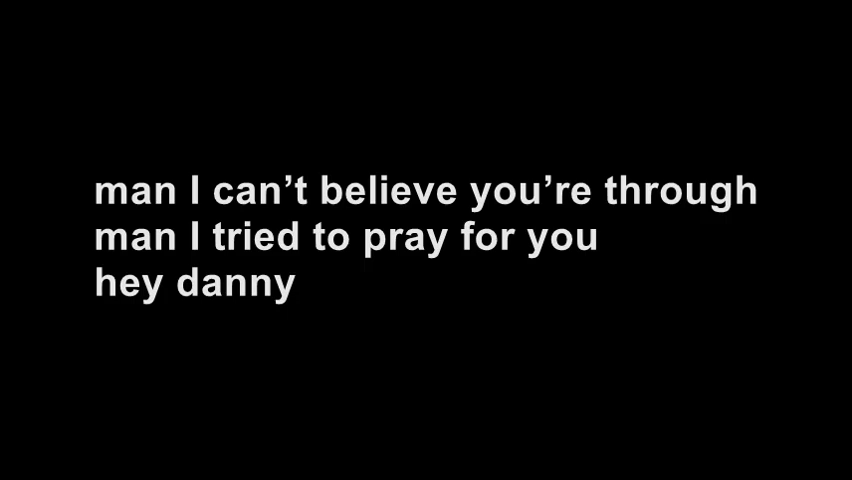 man I can’t believe you’re through
man I tried to pray for you
hey danny